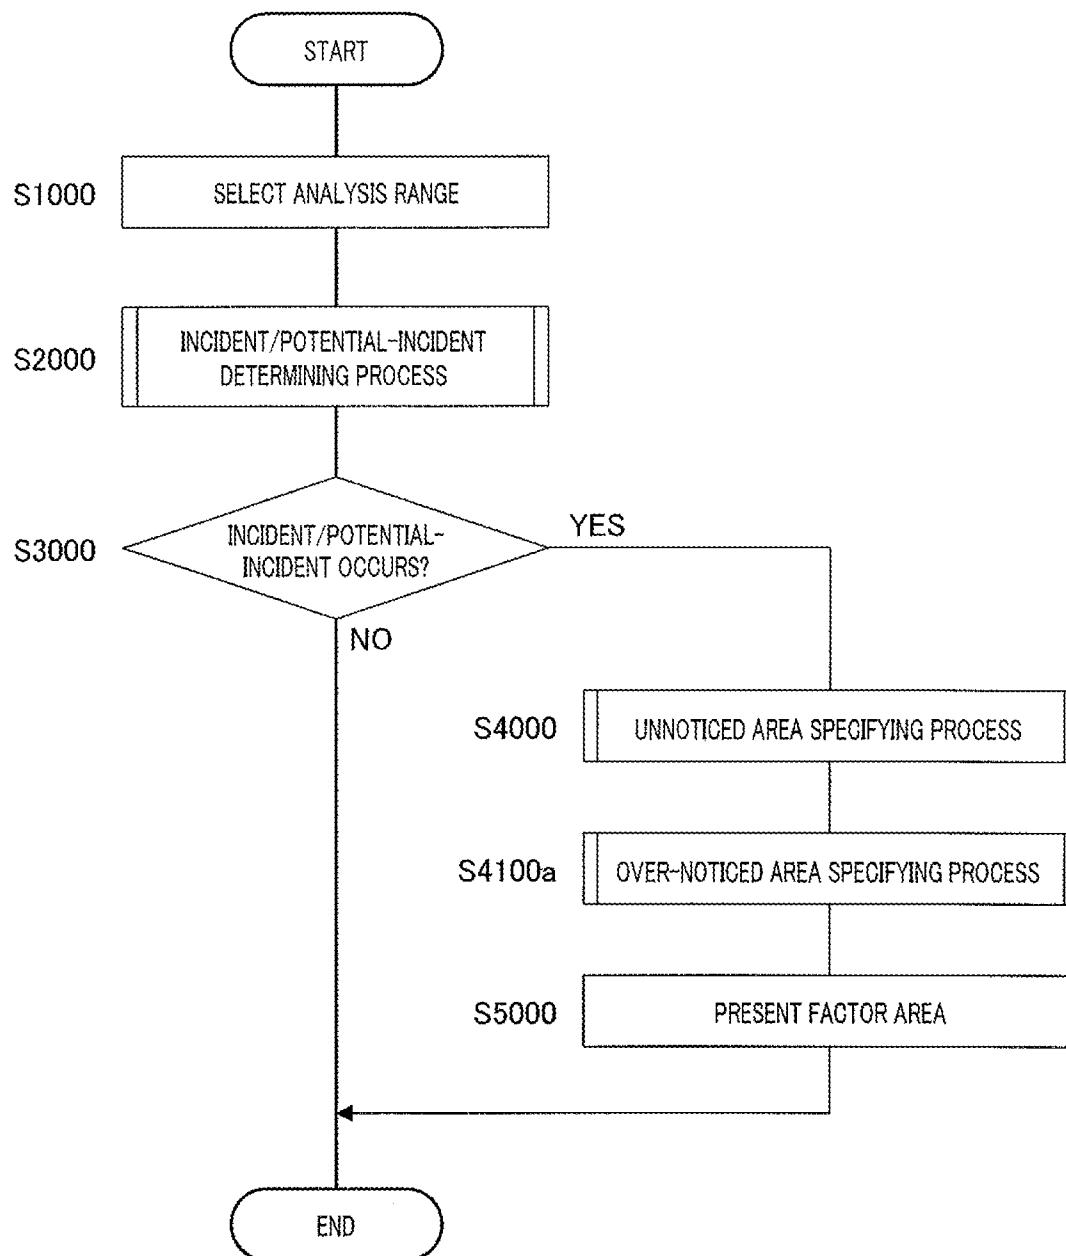 START
S1000
SELECT ANALYSIS RANGE
S2000
INCIDENT/POTENTIAL-INCIDENT
DETERMINING PROCESS
S3000
INCIDENT/POTENTIAL-
INCIDENT OCCURS?
YES
NO
S4000
UNNOTICED AREA SPECIFYING PROCESS
S4100a
OVER-NOTICED AREA SPECIFYING PROCESS
S5000
PRESENT FACTOR AREA
END